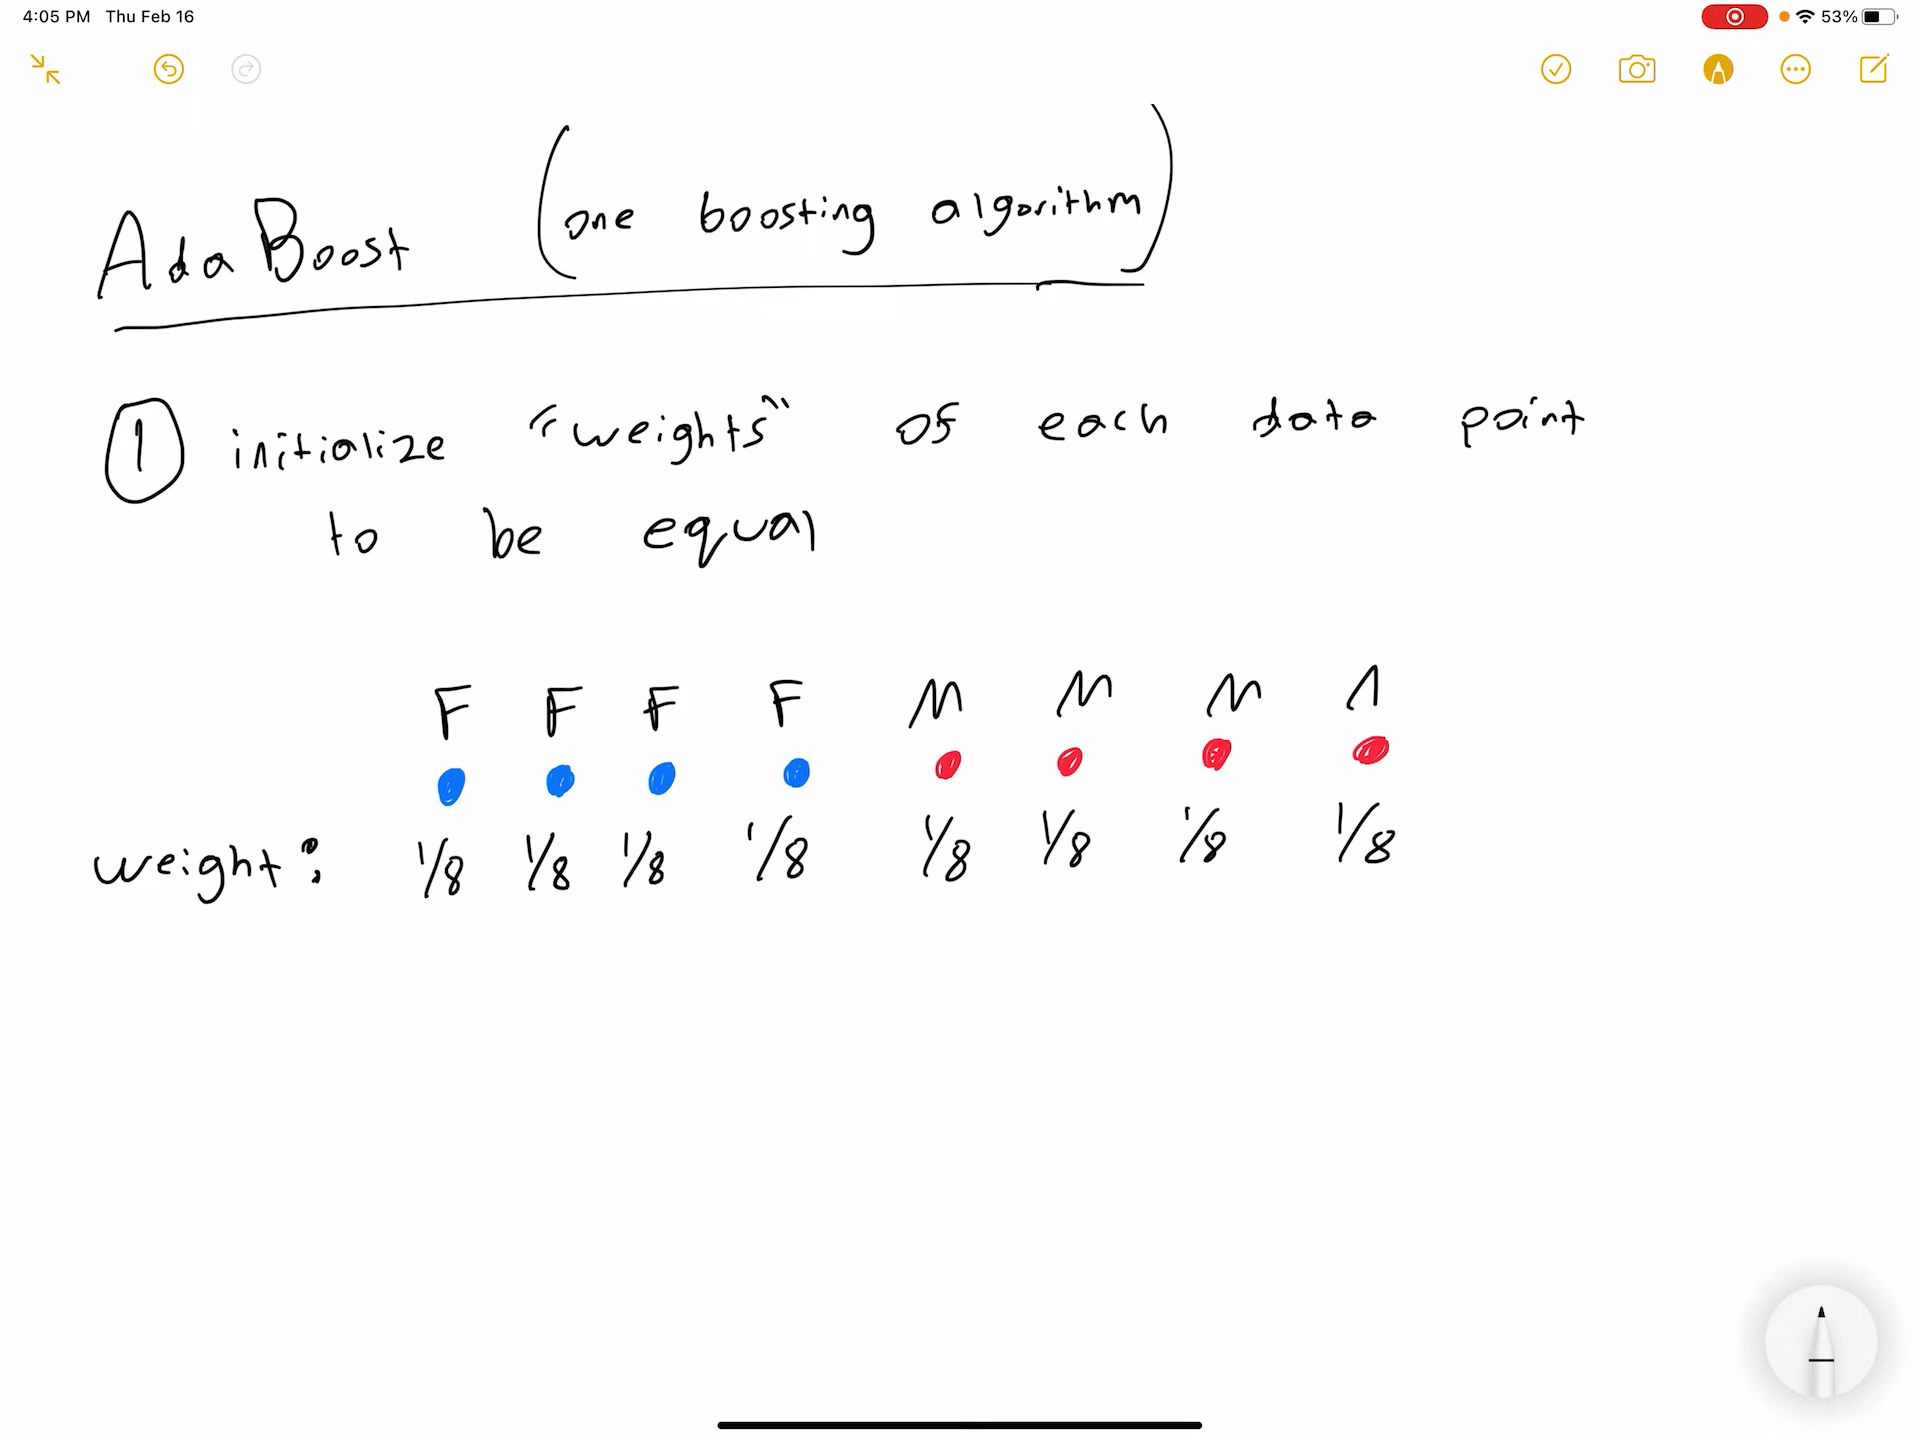 4:05 PM Thu Feb 16 53%
AdaBoost (one boosting algorithm)
1 initialize "weights" of each data point
to be equal
F F F F M M M
weight: 1/8 1/8 1/8 1/8 1/8 1/8 1/8 1/8